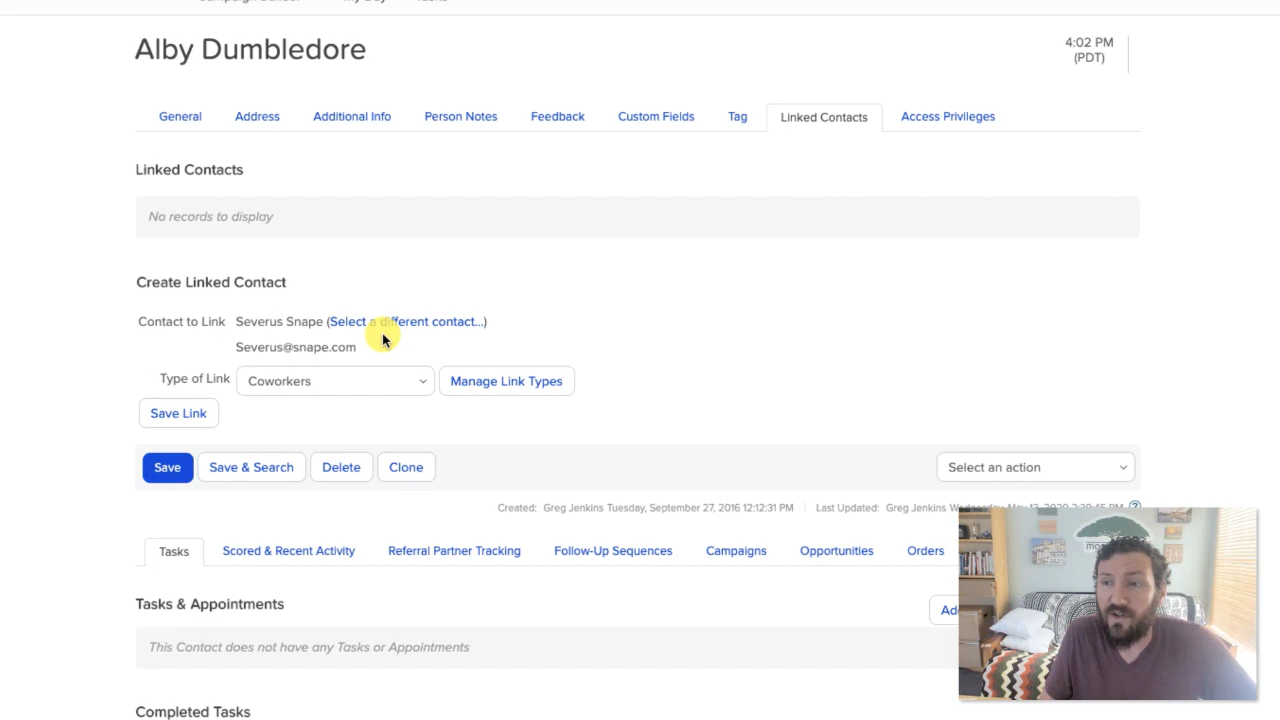 Alby Dumbledore
4:02 PM
(PDT)
General Address Additional Info Person Notes Feedback Custom Fields Tag Linked Contacts Access Privileges
Linked Contacts
No records to display
Create Linked Contact
Contact to Link Severus Snape (Select a different contact...)
Severus@snape.com
Type of Link Coworkers Manage Link Types
Save Link
Save Save & Search Delete Clone Select an action
Created: Greg Jenkins Tuesday, September 27, 2016 12:12:31 PM Last Updated: Greg Jenkins
Tasks Scored & Recent Activity Referral Partner Tracking Follow-Up Sequences Campaigns Opportunities Orders
Tasks & Appointments
This Contact does not have any Tasks or Appointments
Completed Tasks